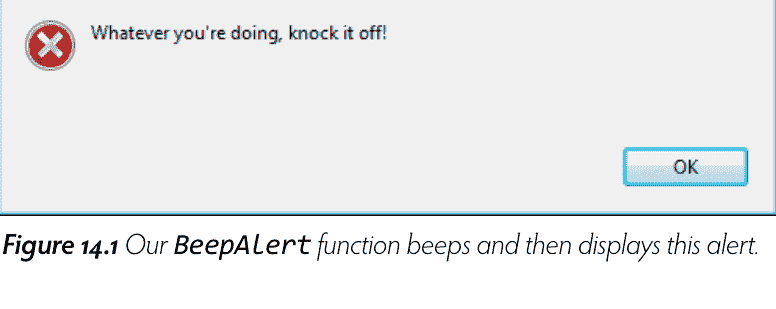 Whatever you're doing, knock it off!
OK
Figure 14.1 Our BeepAlert function beeps and then displays this alert.